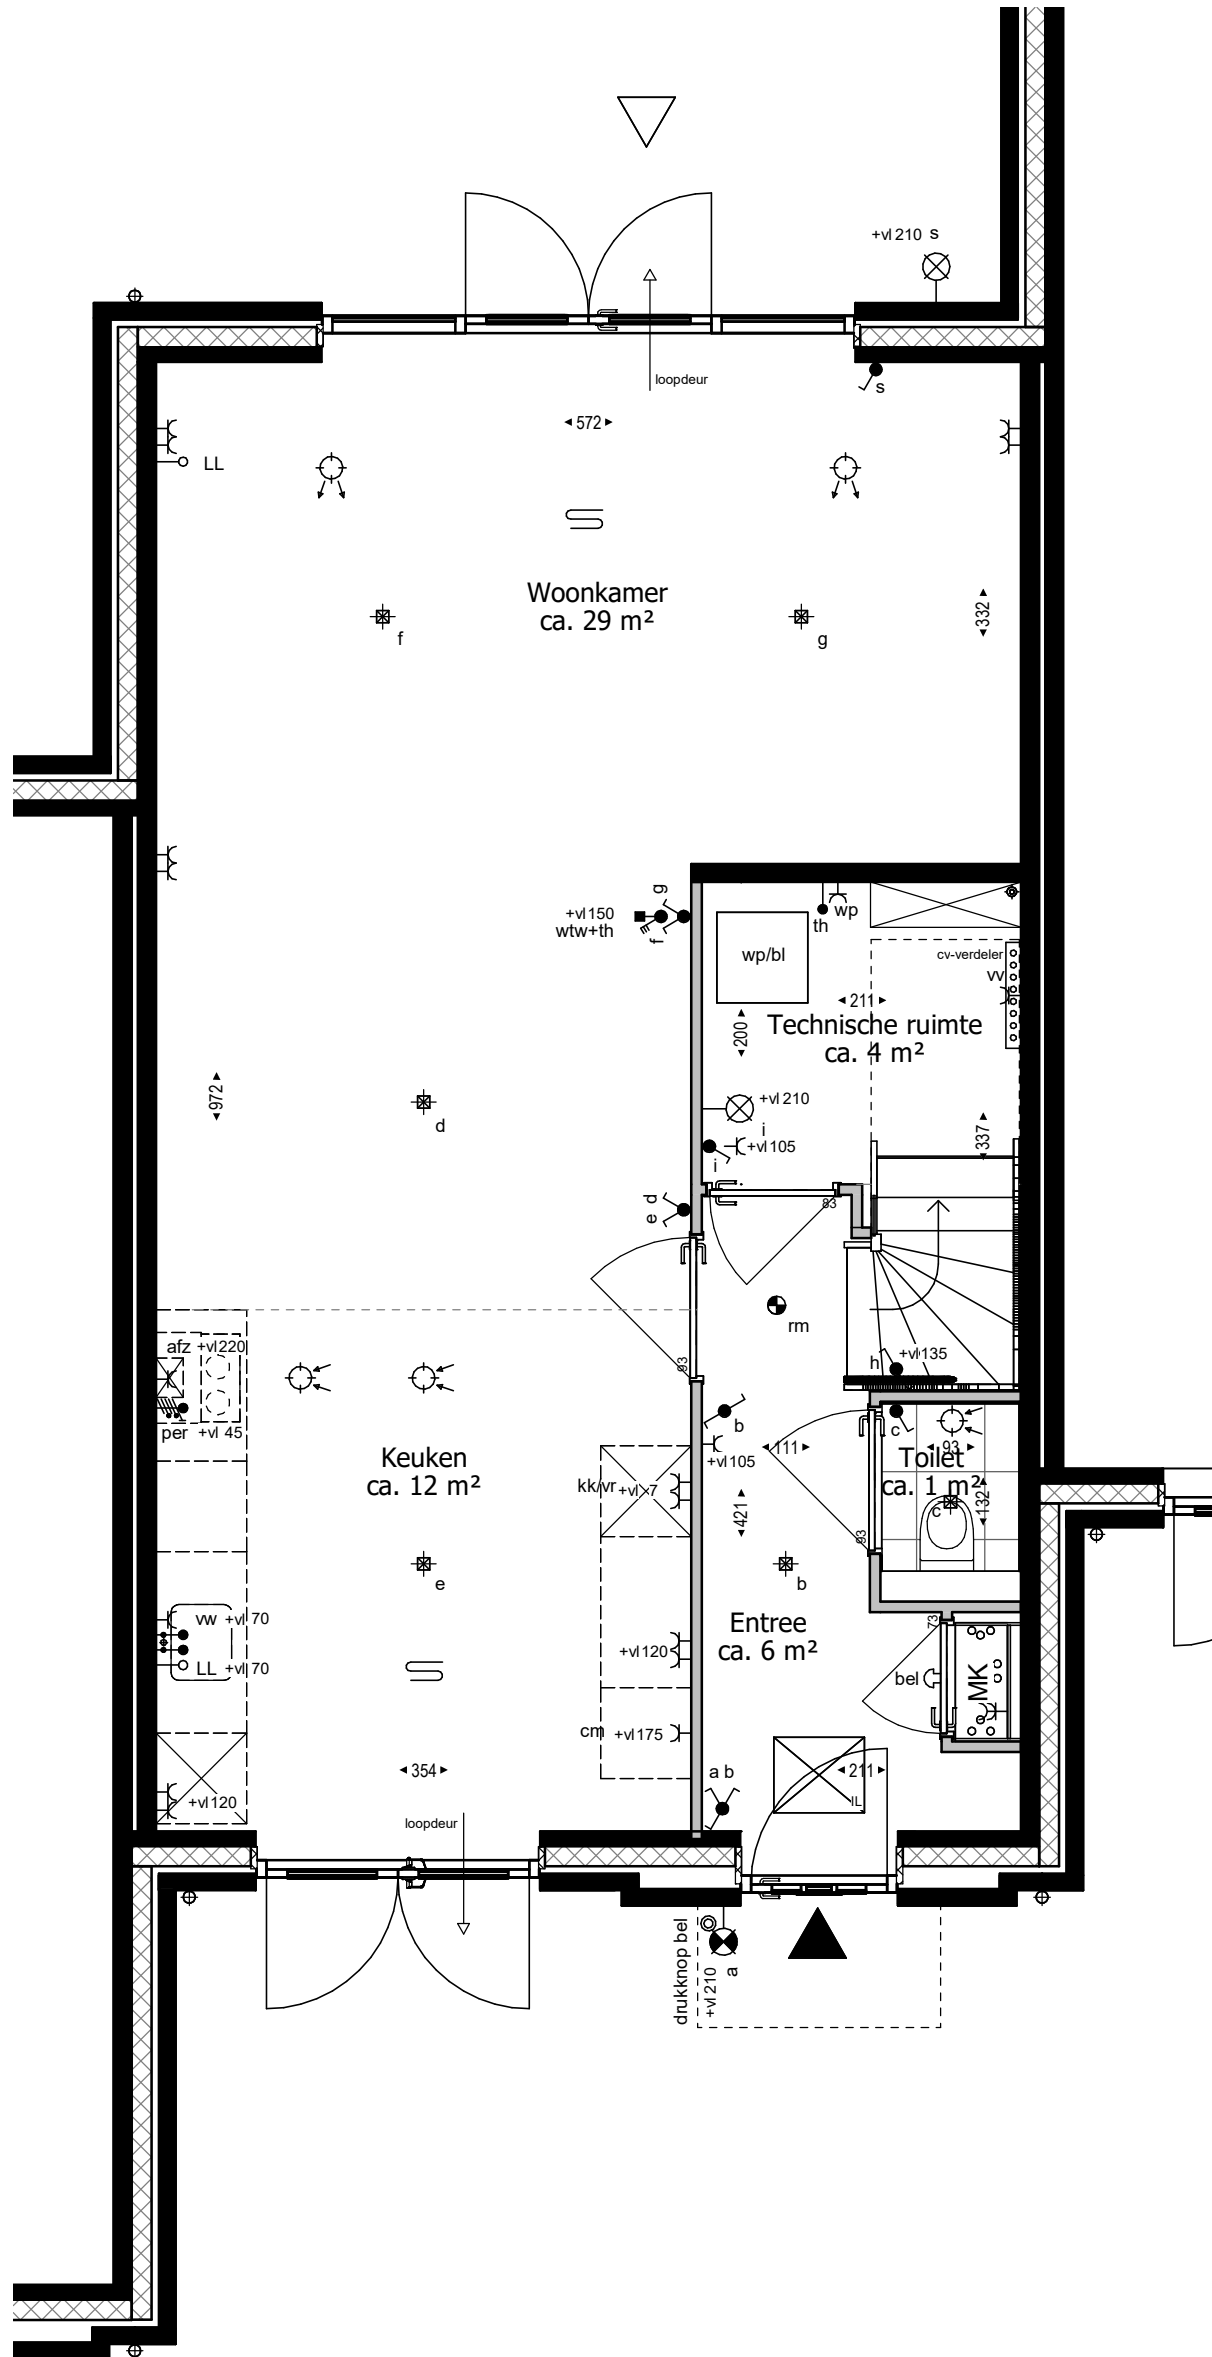 +vl 210 s
loopdeur
s
572
LL
Woonkamer
ca. 29 m²
332
f
g
g
+vl 150
wtw+th
f
th
wp
wp/bl
cv-verdeler
vv
211
200
Technische ruimte
ca. 4 m²
972
d
+vl 210
i
+vl 105
i
337
e d
83
rm
afz +vl 220
93
h
+vl 135
per +vl 45
b
c
Keuken
ca. 12 m²
+vl 105
111
Toilet
ca. 1 m²
93
132
kk/vr +vl 7
421
c
93
e
b
vw +vl 70
LL +vl 70
+vl 120
Entree
ca. 6 m²
73
bel
MK
cm +vl 175
354
+vl 120
a b
211
IL
loopdeur
drukknop bel
+vl 210
a